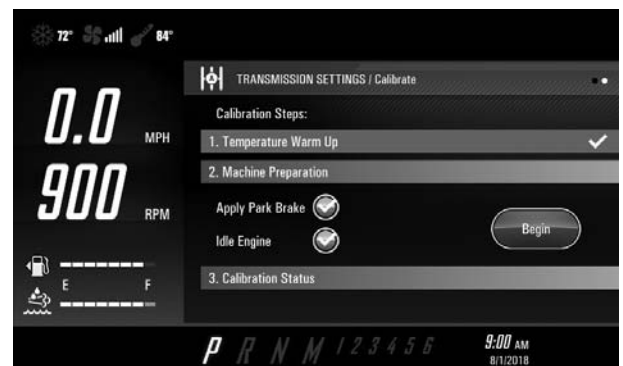 72° 84°
TRANSMISSION SETTINGS / Calibrate
Calibration Steps:
0.0 MPH
1. Temperature Warm Up
2. Machine Preparation
900 RPM
Apply Park Brake
Begin
Idle Engine
E F
3. Calibration Status
P R N M 1 2 3 4 5 6
9:00 AM
8/1/2018